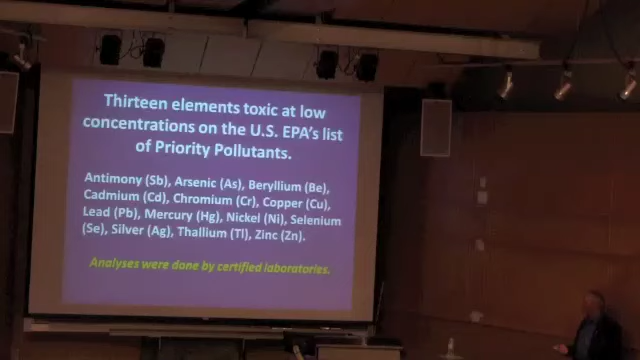 Thirteen elements toxic at low
concentrations on the U.S. EPA's list
of Priority Pollutants.
Antimony (Sb), Arsenic (As), Beryllium (Be),
Cadmium (Cd), Chromium (Cr), Copper (Cu),
Lead (Pb), Mercury (Hg), Nickel (Ni), Selenium
(Se), Silver (Ag), Thallium (Tl), Zinc (Zn).
Analyses were done by certified laboratories.